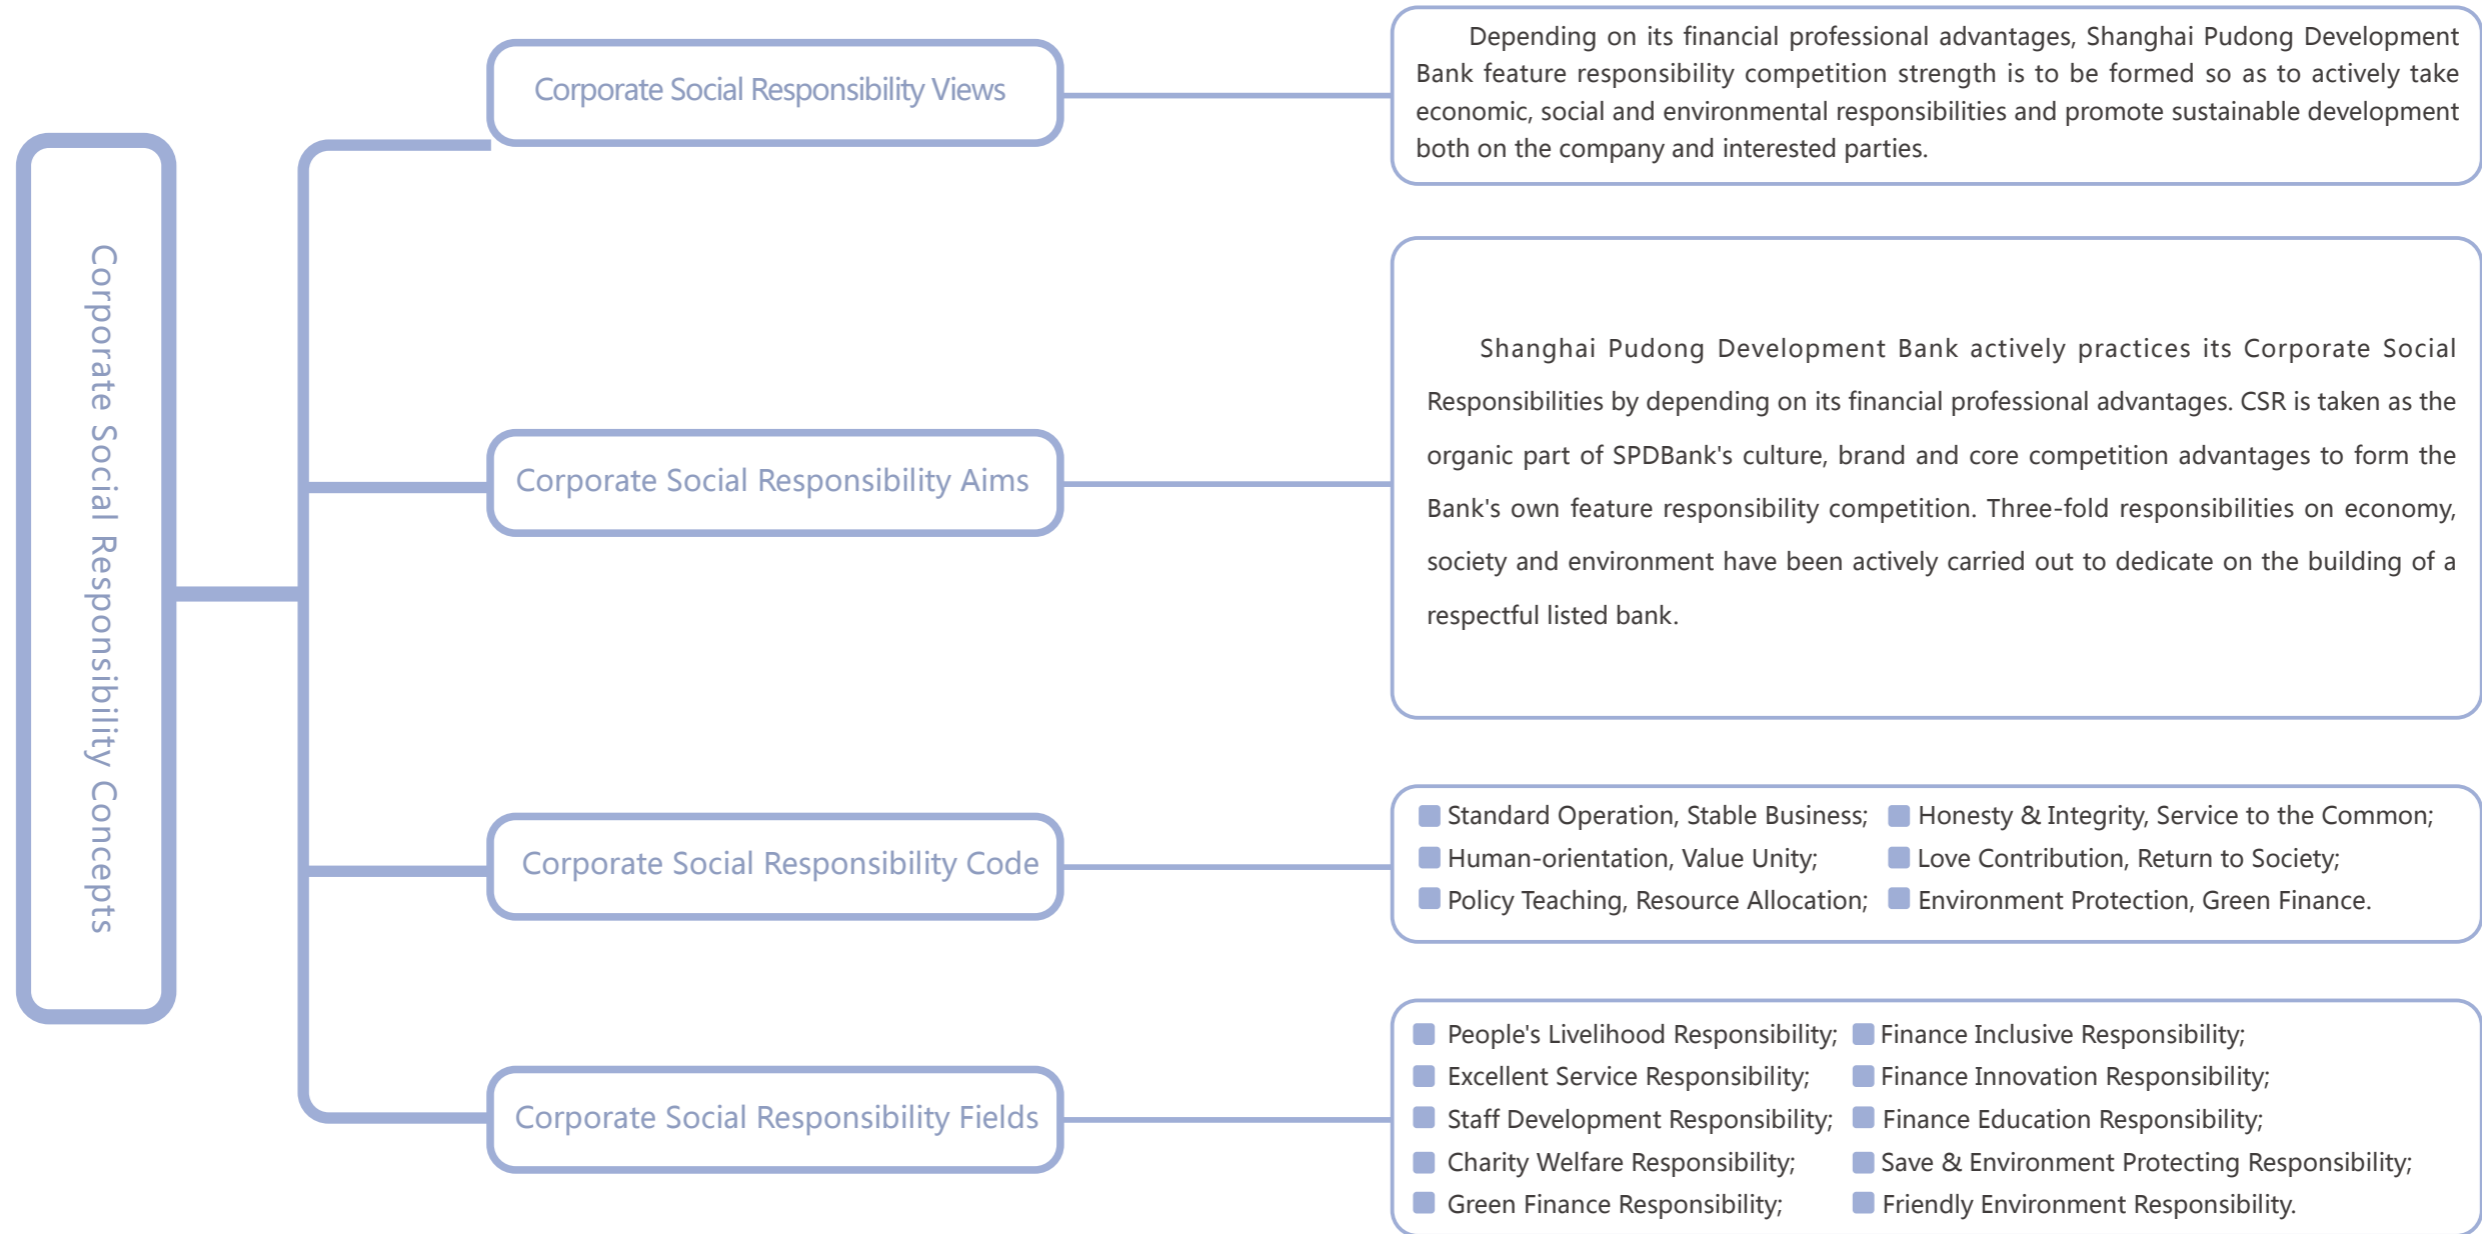 Corporate Social Responsibility Concepts
Corporate Social Responsibility Views
Depending on its financial professional advantages, Shanghai Pudong Development
Bank feature responsibility competition strength is to be formed so as to actively take
economic, social and environmental responsibilities and promote sustainable development
both on the company and interested parties.
Corporate Social Responsibility Aims
Shanghai Pudong Development Bank actively practices its Corporate Social
Responsibilities by depending on its financial professional advantages. CSR is taken as the
organic part of SPDBank's culture, brand and core competition advantages to form the
Bank's own feature responsibility competition. Three-fold responsibilities on economy,
society and environment have been actively carried out to dedicate on the building of a
respectful listed bank.
Corporate Social Responsibility Code
Standard Operation, Stable Business; Honesty & Integrity, Service to the Common;
Human-orientation, Value Unity; Love Contribution, Return to Society;
Policy Teaching, Resource Allocation; Environment Protection, Green Finance.
Corporate Social Responsibility Fields
People's Livelihood Responsibility; Finance Inclusive Responsibility;
Excellent Service Responsibility; Finance Innovation Responsibility;
Staff Development Responsibility; Finance Education Responsibility;
Charity Welfare Responsibility; Save & Environment Protecting Responsibility;
Green Finance Responsibility; Friendly Environment Responsibility.